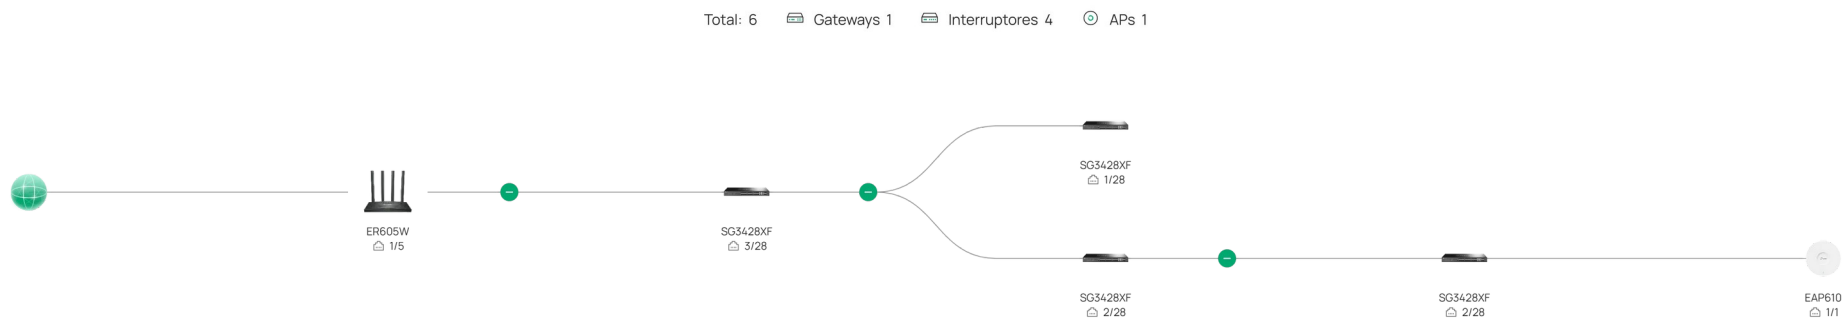 Total: 6 Gateways 1 Interruptores 4 APs 1
SG3428XF
1/28
ER605W
1/5
SG3428XF
3/28
SG3428XF
2/28
SG3428XF
2/28
EAP610
1/1